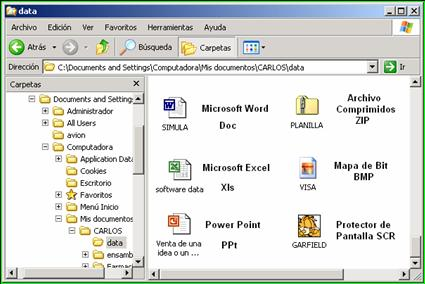 data
Archivo Edición Ver Favoritos Herramientas Ayuda
Atrás Búsqueda Carpetas
Dirección C:\Documents and Settings\Computadora\Mis documentos\CARLOS\data Ir
Carpetas
Documents and Setting
Administrador
All Users
avion
Computadora
Application Data
Cookies
Escritorio
Favoritos
Menú Inicio
Mis documentos
CARLOS
data
ensamb
Farmac
SIMULA
Microsoft Word
Doc
PLANILLA
Archivo
Comprimidos
ZIP
software data
Microsoft Excel
Xls
VISA
Mapa de Bit
BMP
Venta de una
idea o un ...
Power Point
PPt
GARFIELD
Protector de
Pantalla SCR